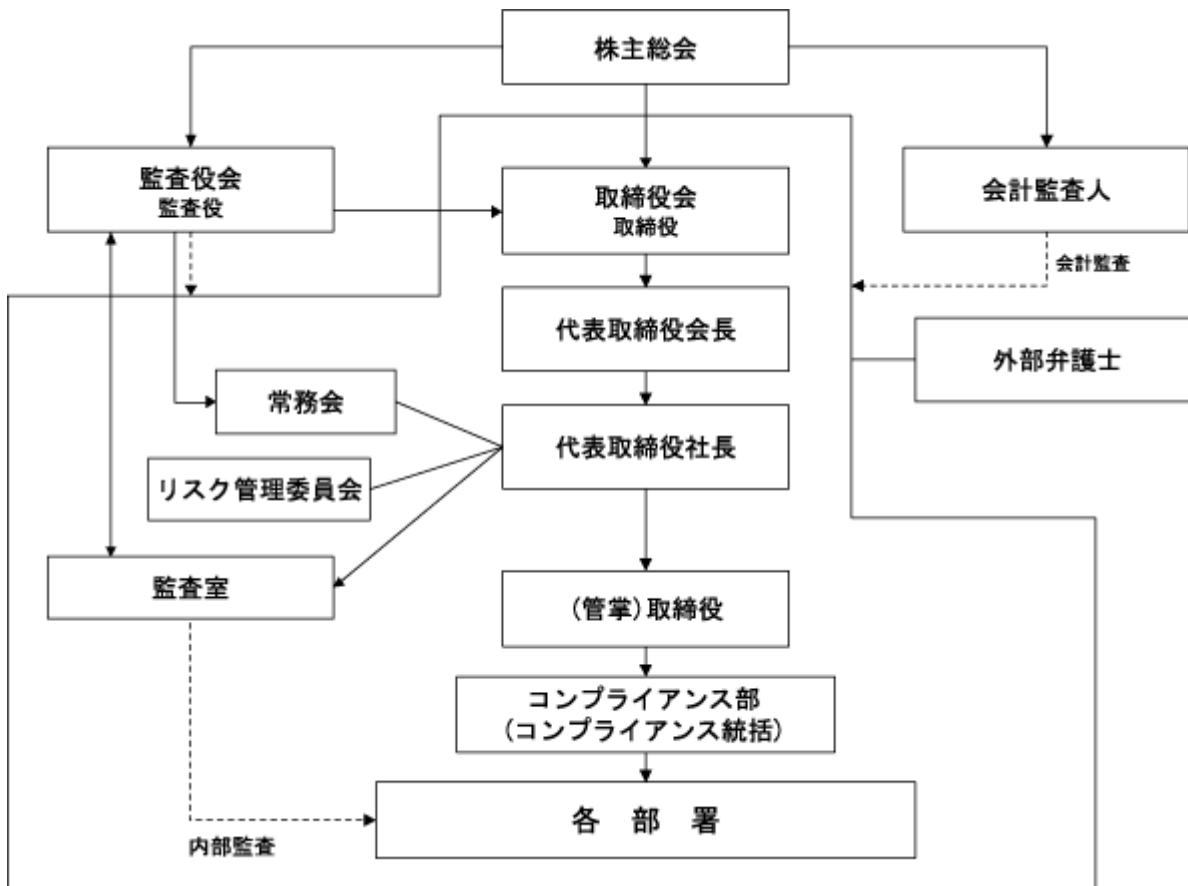 株主総会
監査役会
監査役
取締役会
取締役
会計監査人
会計監査
代表取締役会長
外部弁護士
常務会
代表取締役社長
リスク管理委員会
監査室
(管掌)取締役
コンプライアンス部
(コンプライアンス統括)
各 部 署
内部監査